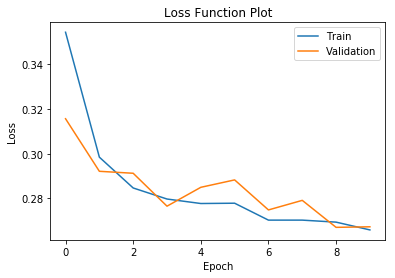 Loss Function Plot
Train
Validation
0.34
0.32
0.30
0.28
Loss
0 2 4 6 8
Epoch